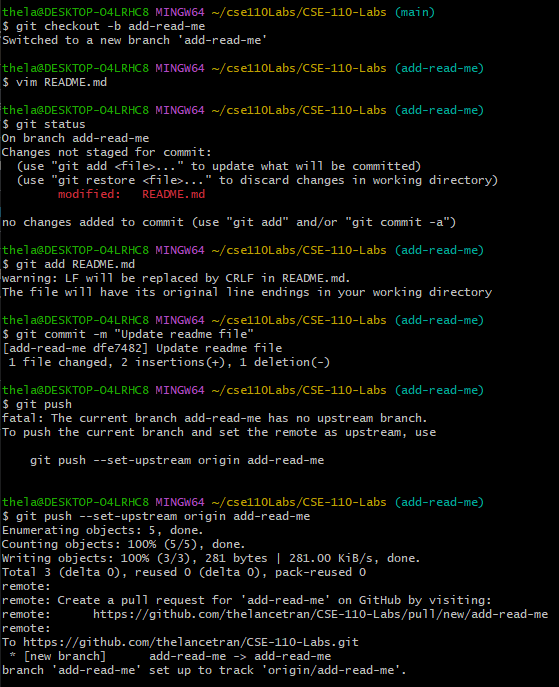 thela@DESKTOP-O4LRHC8 MINGW64 ~/cse110Labs/CSE-110-Labs (main)
$ git checkout -b add-read-me
Switched to a new branch 'add-read-me'
thela@DESKTOP-O4LRHC8 MINGW64 ~/cse110Labs/CSE-110-Labs (add-read-me)
$ vim README.md
thela@DESKTOP-O4LRHC8 MINGW64 ~/cse110Labs/CSE-110-Labs (add-read-me)
$ git status
On branch add-read-me
Changes not staged for commit:
  (use "git add <file>..." to update what will be committed)
  (use "git restore <file>..." to discard changes in working directory)
        modified:   README.md
no changes added to commit (use "git add" and/or "git commit -a")
thela@DESKTOP-O4LRHC8 MINGW64 ~/cse110Labs/CSE-110-Labs (add-read-me)
$ git add README.md
warning: LF will be replaced by CRLF in README.md.
The file will have its original line endings in your working directory
thela@DESKTOP-O4LRHC8 MINGW64 ~/cse110Labs/CSE-110-Labs (add-read-me)
$ git commit -m "Update readme file"
[add-read-me dfe7482] Update readme file
 1 file changed, 2 insertions(+), 1 deletion(-)
thela@DESKTOP-O4LRHC8 MINGW64 ~/cse110Labs/CSE-110-Labs (add-read-me)
$ git push
fatal: The current branch add-read-me has no upstream branch.
To push the current branch and set the remote as upstream, use
    git push --set-upstream origin add-read-me
thela@DESKTOP-O4LRHC8 MINGW64 ~/cse110Labs/CSE-110-Labs (add-read-me)
$ git push --set-upstream origin add-read-me
Enumerating objects: 5, done.
Counting objects: 100% (5/5), done.
Writing objects: 100% (3/3), 281 bytes | 281.00 KiB/s, done.
Total 3 (delta 0), reused 0 (delta 0), pack-reused 0
remote:
remote: Create a pull request for 'add-read-me' on GitHub by visiting:
remote:      https://github.com/thelancetran/CSE-110-Labs/pull/new/add-read-me
remote:
To https://github.com/thelancetran/CSE-110-Labs.git
 * [new branch]      add-read-me -> add-read-me
branch 'add-read-me' set up to track 'origin/add-read-me'.